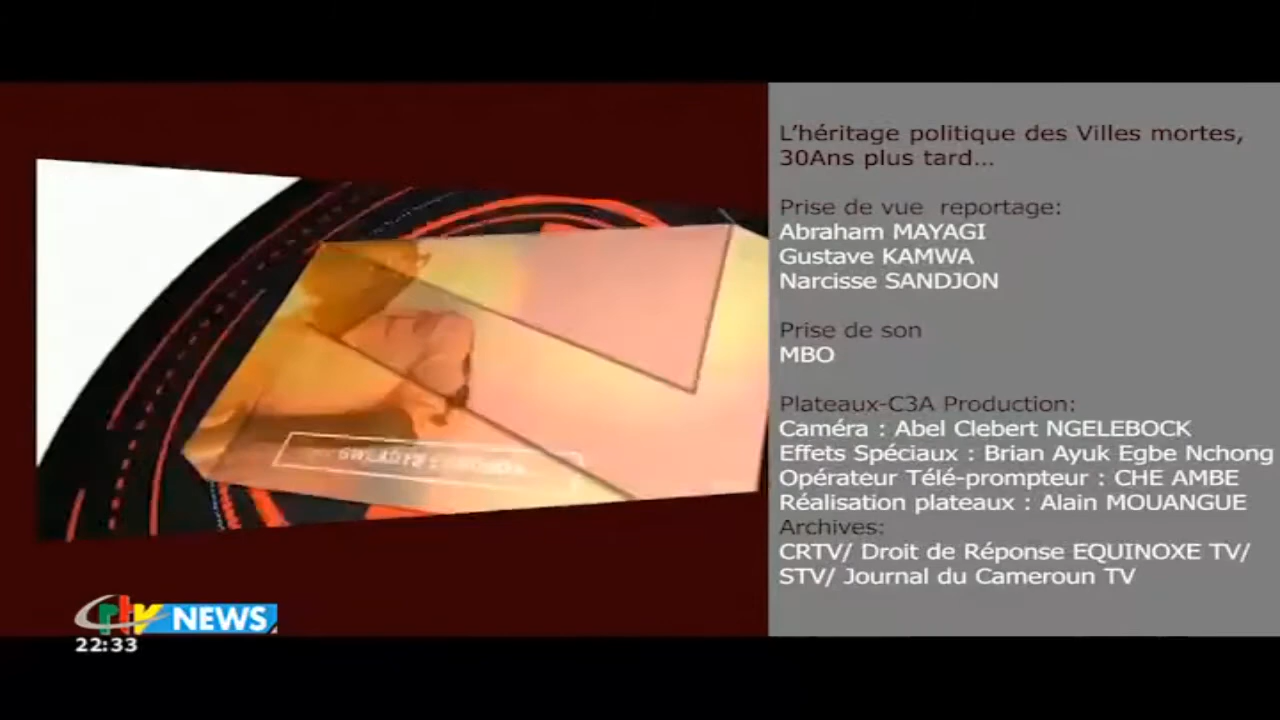 L'héritage politique des Villes mortes,
30Ans plus tard...
Prise de vue reportage:
Abraham MAYAGI
Gustave KAMWA
Narcisse SANDJON
Prise de son
MBO
Plateaux-C3A Production:
Caméra : Abel Clebert NGELEBOCK
Effets Spéciaux : Brian Ayuk Egbe Nchong
Opérateur Télé-prompteur : CHE AMBE
Réalisation plateaux : Alain MOUANGUE
Archives:
CRTV/ Droit de Réponse EQUINOXE TV/
STV/ Journal du Cameroun TV
crtv NEWS
22:33